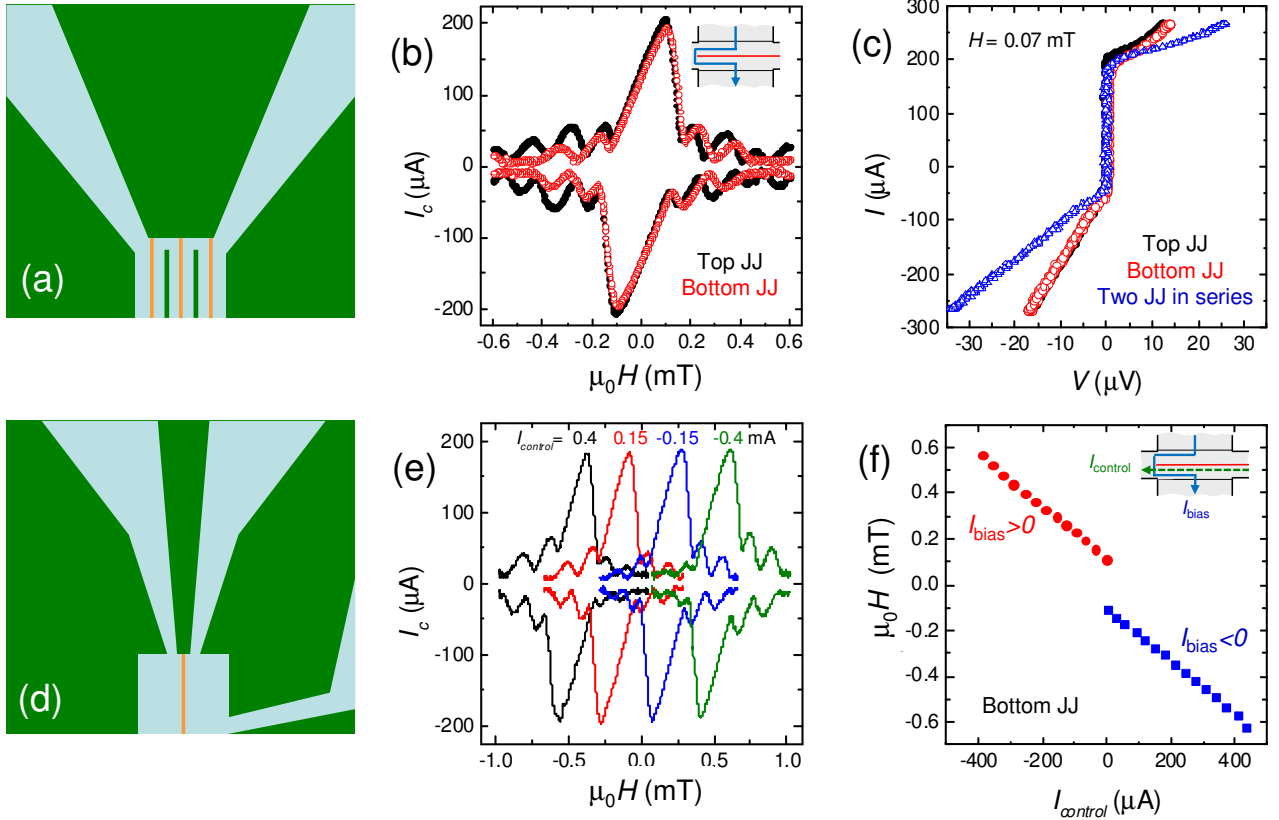 (a)
(b)
200
100
0
-100
-200
I_c (μA)
-0.6 -0.4 -0.2 0.0 0.2 0.4 0.6
μ₀H (mT)
Top JJ
Bottom JJ
(c)
H = 0.07 mT
300
200
100
0
-100
-200
-300
I (μA)
-30 -20 -10 0 10 20 30
V (μV)
Top JJ
Bottom JJ
Two JJ in series
(d)
(e)
I_control = 0.4 0.15 -0.15 -0.4 mA
200
100
0
-100
-200
I_c (μA)
-1.0 -0.5 0.0 0.5 1.0
μ₀H (mT)
(f)
I_control
I_bias
I_bias>0
I_bias<0
0.6
0.4
0.2
0.0
-0.2
-0.4
-0.6
μ₀H (mT)
Bottom JJ
-400 -200 0 200 400
I_control (μA)